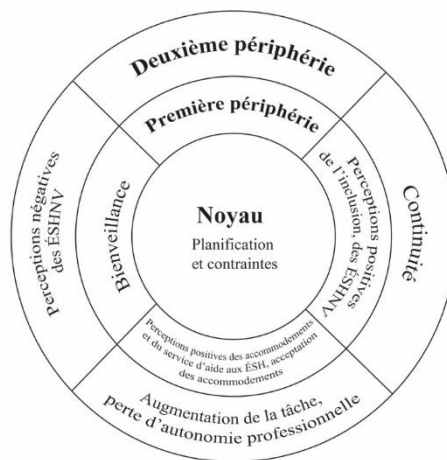 Deuxième périphérie
Première périphérie
Perceptions négatives
des ÉSHNV
Bienveillance
Noyau
Planification
et contraintes
Perceptions positives
de l'inclusion, des ÉSHNV
Continuité
Perceptions positives des accommodements
et du service d'aide aux ÉSH, acceptation
des accommodements
Augmentation de la tâche,
perte d'autonomie professionnelle